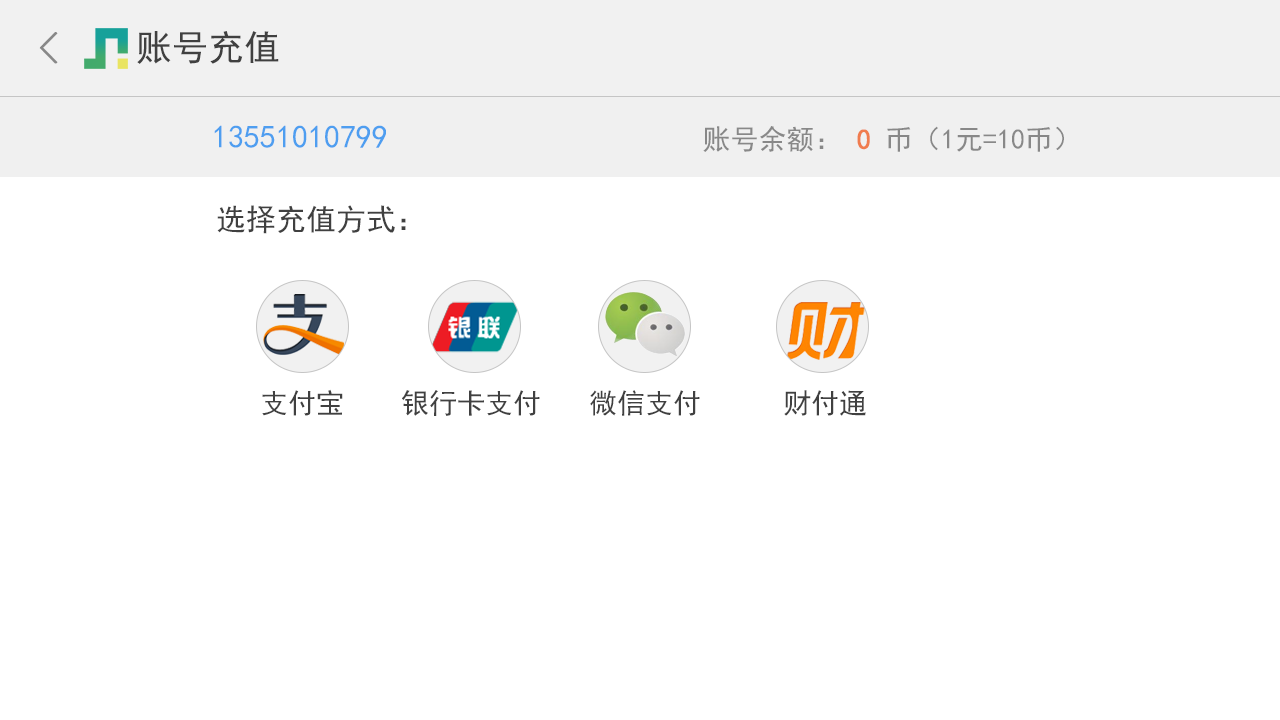 账号充值
13551010799 账号余额： 0 币（1元=10币）
选择充值方式：
支 银联 财
支付宝 银行卡支付 微信支付 财付通